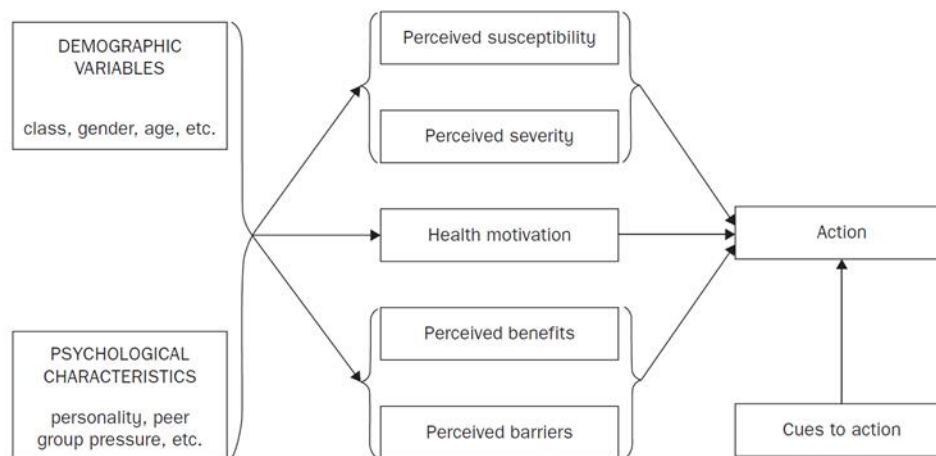 DEMOGRAPHIC
VARIABLES
class, gender, age, etc.
PSYCHOLOGICAL
CHARACTERISTICS
personality, peer
group pressure, etc.
Perceived susceptibility
Perceived severity
Health motivation
Perceived benefits
Perceived barriers
Action
Cues to action